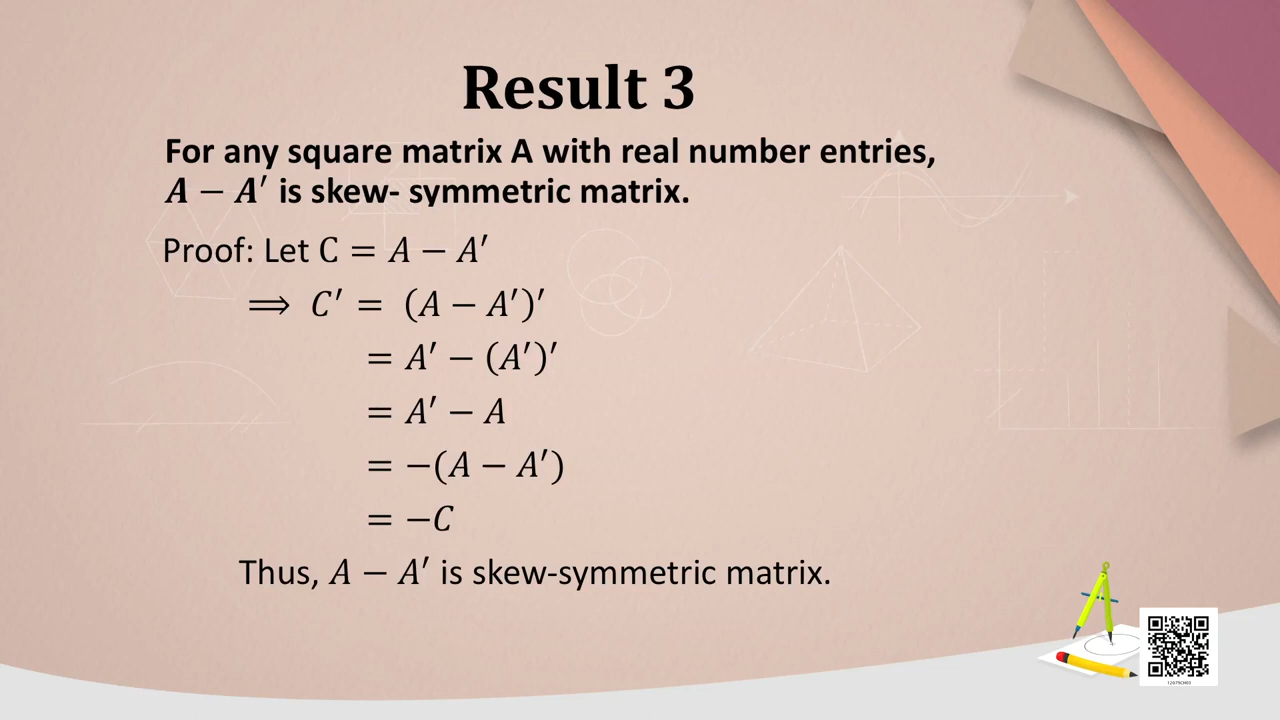 Result 3
For any square matrix A with real number entries,
A − A′ is skew- symmetric matrix.
Proof: Let C = A − A′
⟹ C′ = (A − A′)′
= A′ − (A′)′
= A′ − A
= −(A − A′)
= −C
Thus, A − A′ is skew-symmetric matrix.